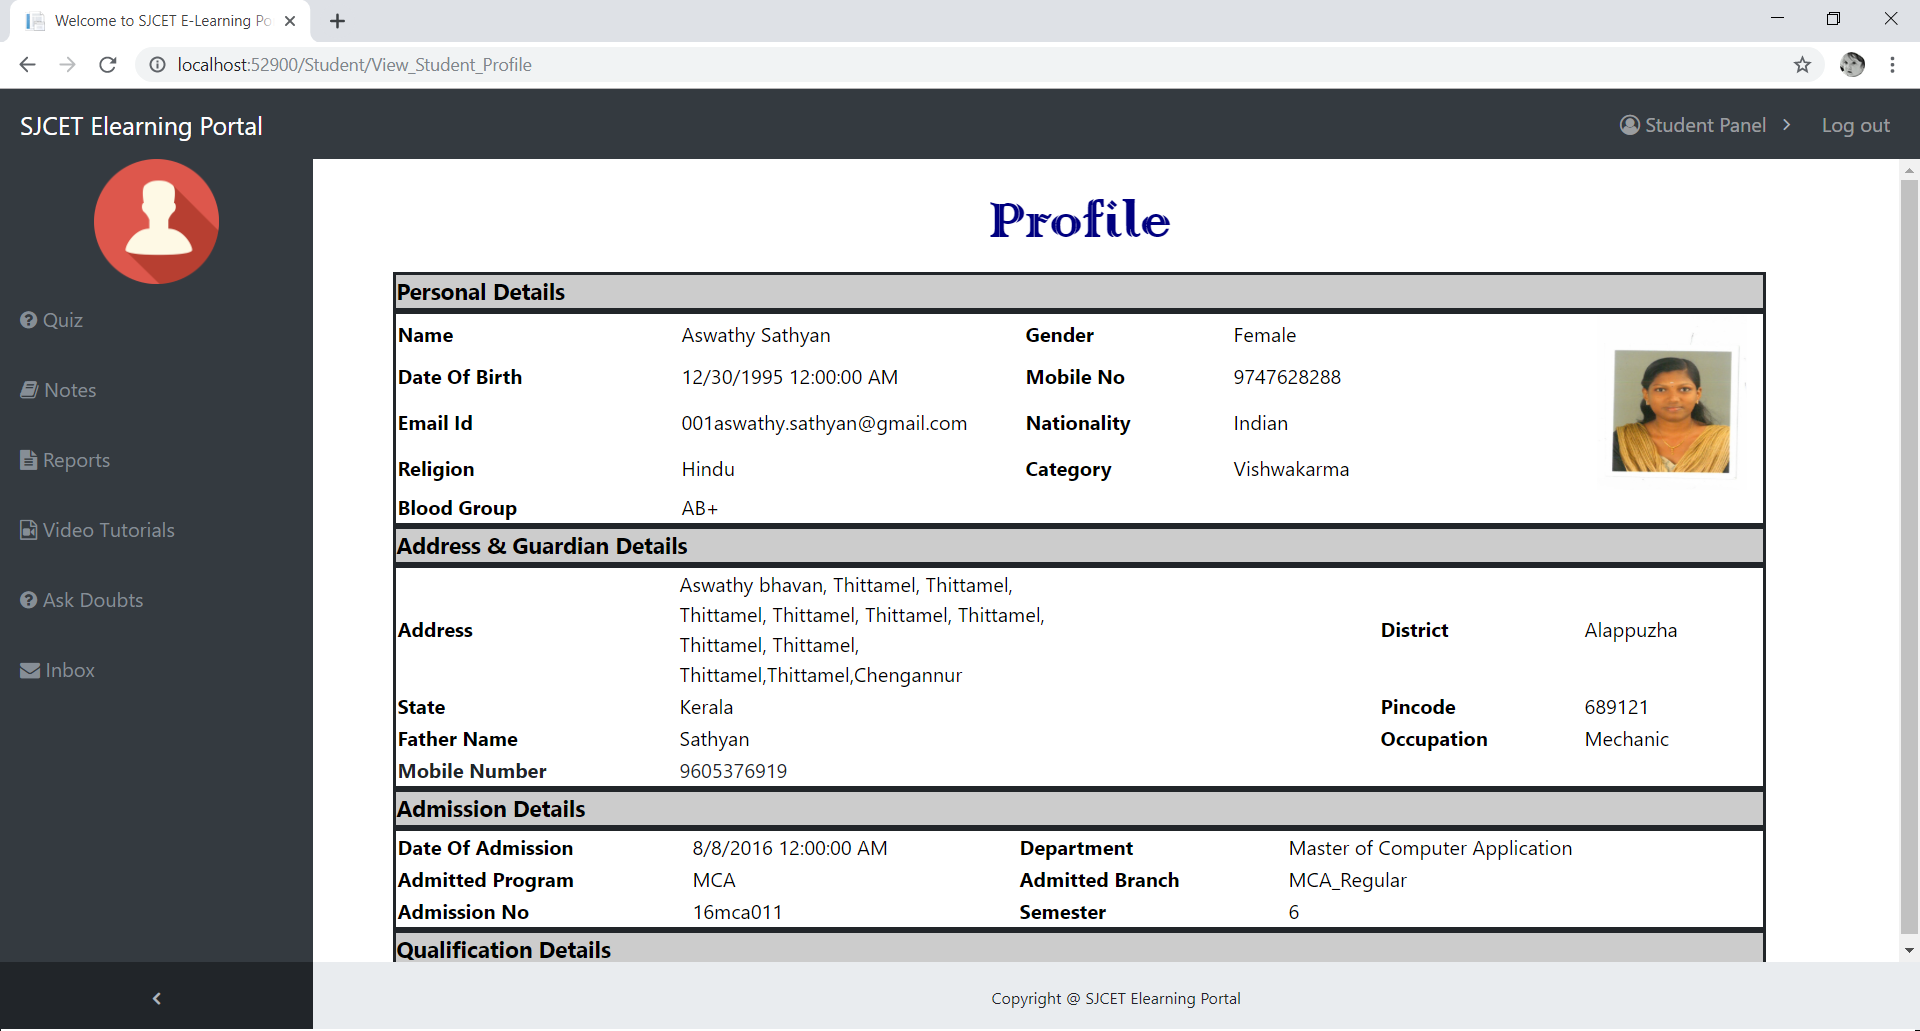 Welcome to SJCET E-Learning Po
localhost:52900/Student/View_Student_Profile
SJCET Elearning Portal
Student Panel
Log out
Quiz
Notes
Reports
Video Tutorials
Ask Doubts
Inbox
Profile
Personal Details
Name Aswathy Sathyan Gender Female
Date Of Birth 12/30/1995 12:00:00 AM Mobile No 9747628288
Email Id 001aswathy.sathyan@gmail.com Nationality Indian
Religion Hindu Category Vishwakarma
Blood Group AB+
Address & Guardian Details
Aswathy bhavan, Thittamel, Thittamel,
Thittamel, Thittamel, Thittamel, Thittamel,
Address District Alappuzha
Thittamel, Thittamel,
Thittamel,Thittamel,Chengannur
State Kerala Pincode 689121
Father Name Sathyan Occupation Mechanic
Mobile Number 9605376919
Admission Details
Date Of Admission 8/8/2016 12:00:00 AM Department Master of Computer Application
Admitted Program MCA Admitted Branch MCA_Regular
Admission No 16mca011 Semester 6
Qualification Details
Copyright @ SJCET Elearning Portal